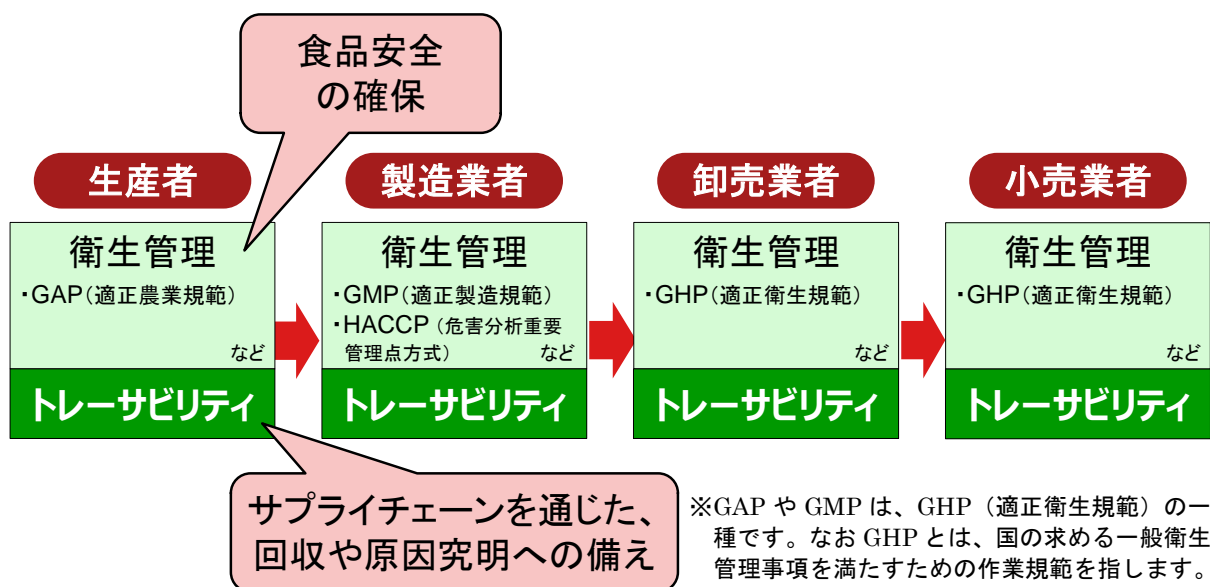 食品安全
の確保
生産者
製造業者
卸売業者
小売業者
衛生管理
・GAP（適正農業規範）
など
トレーサビリティ
衛生管理
・GMP（適正製造規範）
・HACCP（危害分析重要
管理点方式） など
トレーサビリティ
衛生管理
・GHP（適正衛生規範）
など
トレーサビリティ
衛生管理
・GHP（適正衛生規範）
など
トレーサビリティ
サプライチェーンを通じた、
回収や原因究明への備え
※GAP や GMP は、GHP（適正衛生規範）の一
種です。なお GHP とは、国の求める一般衛生
管理事項を満たすための作業規範を指します。